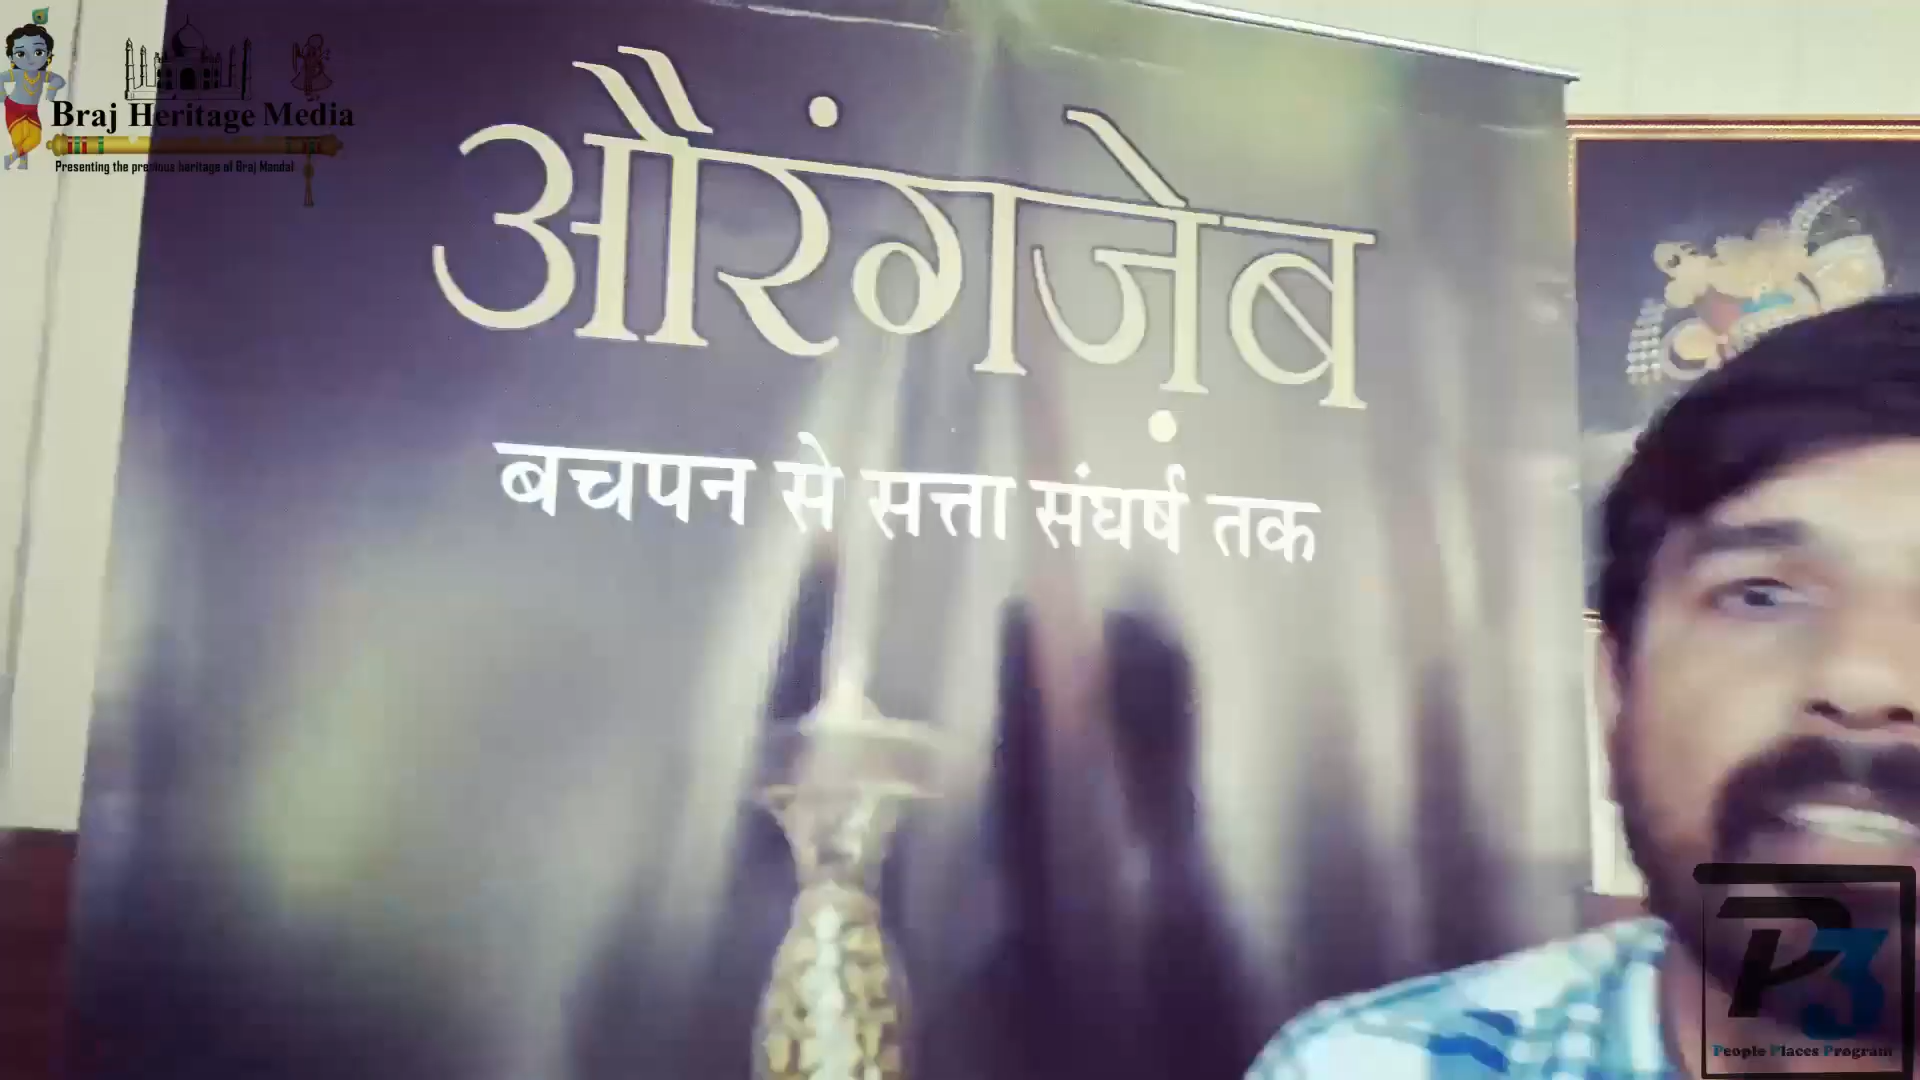 Braj Heritage Media
Presenting the precious heritage of Braj Mandal
औरंगज़ेब
बचपन से सत्ता संघर्ष तक
P3
People Places Program